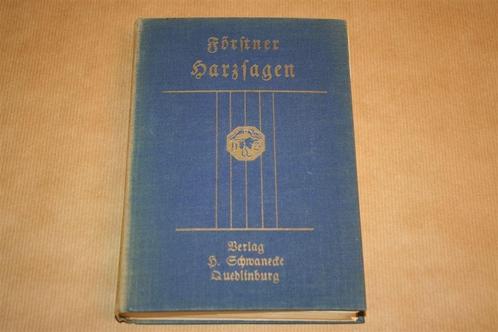 Förstner
Harzsagen
H Z
Verlag
H. Schwanecke
Quedlinburg